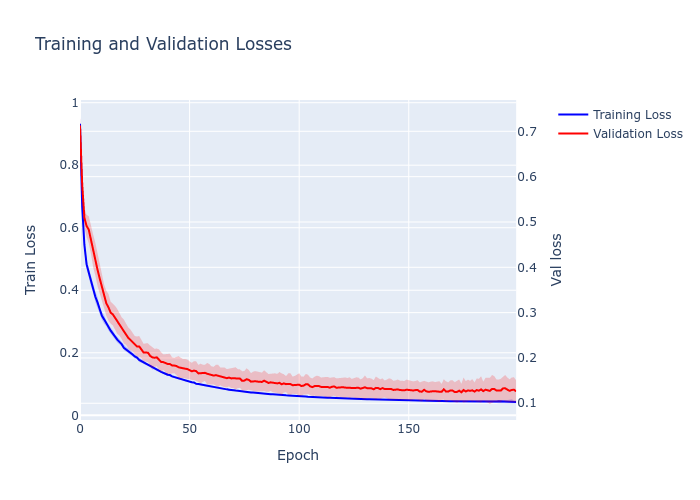 Training and Validation Losses
Training Loss
Validation Loss
Train Loss
1
0.8
0.6
0.4
0.2
0
0.7
0.6
0.5
0.4
0.3
0.2
0.1
Val loss
0
50
100
150
Epoch